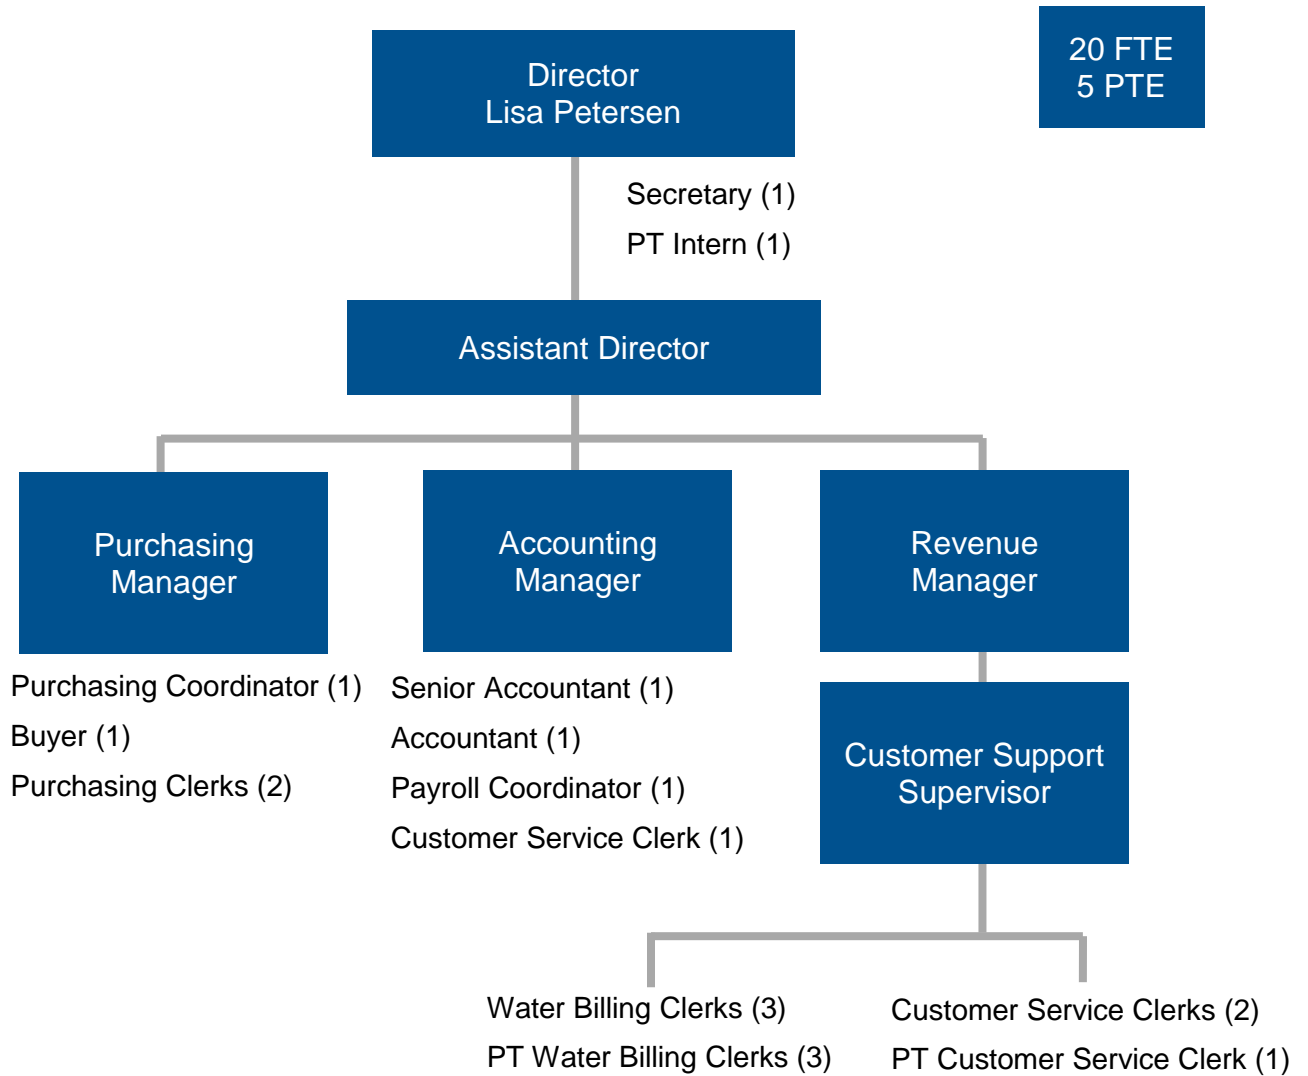 20 FTE
5 PTE
Director
Lisa Petersen
Secretary (1)
PT Intern (1)
Assistant Director
Purchasing
Manager
Accounting
Manager
Revenue
Manager
Purchasing Coordinator (1)
Buyer (1)
Purchasing Clerks (2)
Senior Accountant (1)
Accountant (1)
Payroll Coordinator (1)
Customer Service Clerk (1)
Customer Support
Supervisor
Water Billing Clerks (3)
PT Water Billing Clerks (3)
Customer Service Clerks (2)
PT Customer Service Clerk (1)